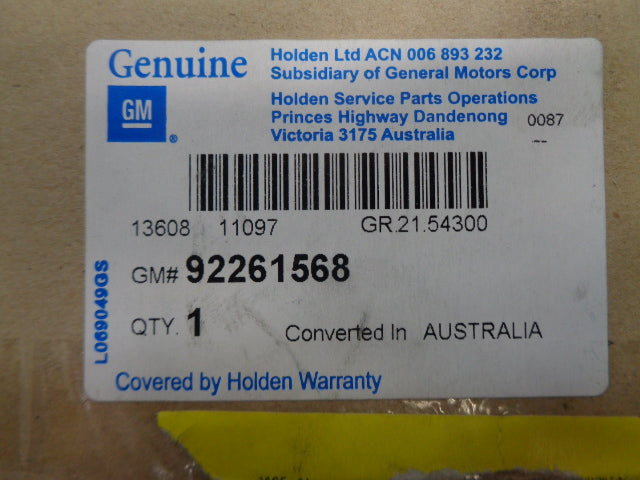 Genuine
GM
®
Holden Ltd ACN 006 893 232
Subsidiary of General Motors Corp
Holden Service Parts Operations
Princes Highway Dandenong
Victoria 3175 Australia
0087
--
13608 11097 GR.21.54300
GM# 92261568
QTY. 1 Converted In AUSTRALIA
L069049GS
Covered by Holden Warranty